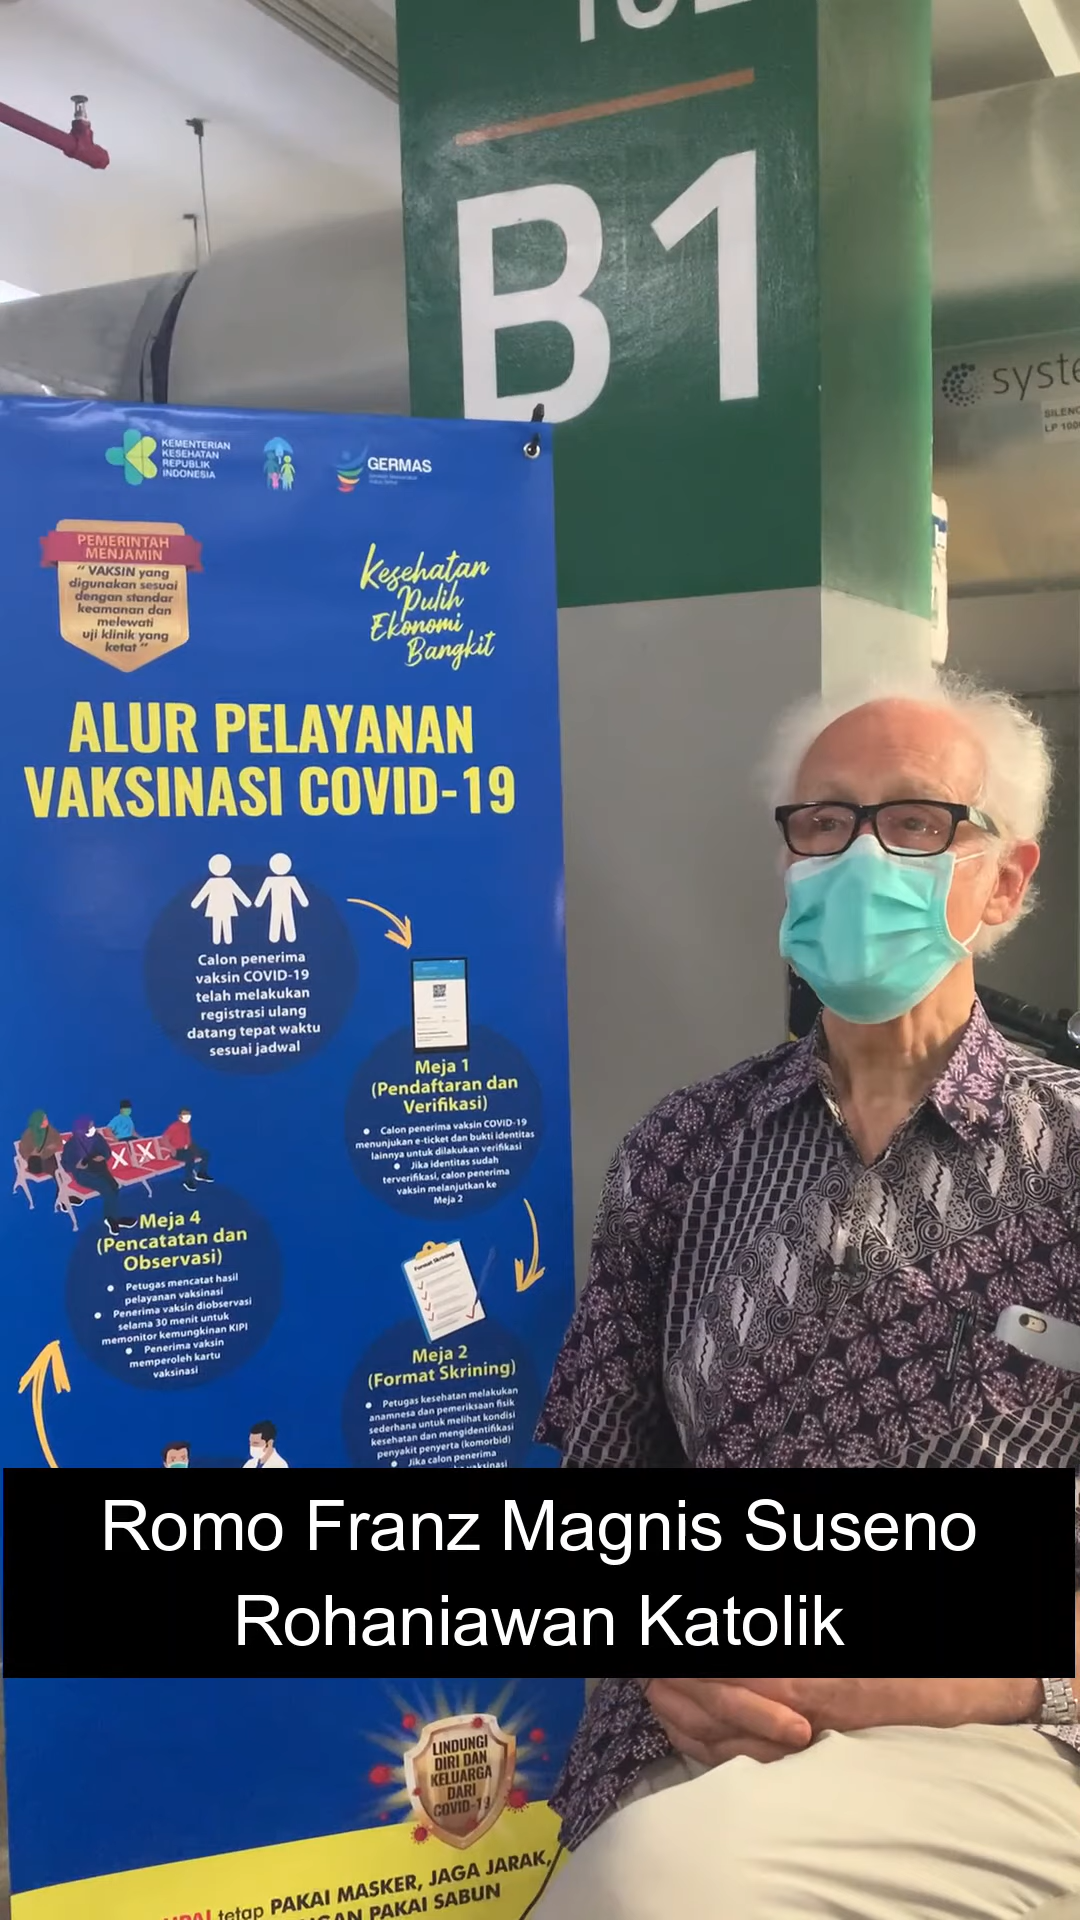 B1
syste
SILENC
LP 100
KEMENTERIAN
KESEHATAN
REPUBLIK
INDONESIA
GERMAS
PEMERINTAH
MENJAMIN
“ VAKSIN yang
digunakan sesuai
dengan standar
keamanan dan
melewati
uji klinik yang
ketat ”
Kesehatan
Pulih
Ekonomi
Bangkit
ALUR PELAYANAN
VAKSINASI COVID-19
Calon penerima
vaksin COVID-19
telah melakukan
registrasi ulang
datang tepat waktu
sesuai jadwal
Meja 1
(Pendaftaran dan
Verifikasi)
● Calon penerima vaksin COVID-19
menunjukan e-ticket dan bukti identitas
lainnya untuk dilakukan verifikasi
● Jika identitas sudah
terverifikasi, calon penerima
vaksin melanjutkan ke
Meja 2
Format Skrining
Meja 2
(Format Skrining)
● Petugas kesehatan melakukan
anamnesa dan pemeriksaan fisik
sederhana untuk melihat kondisi
kesehatan dan mengidentifikasi
penyakit penyerta (komorbid)
● Jika calon penerima
vaksinasi
Meja 4
(Pencatatan dan
Observasi)
● Petugas mencatat hasil
pelayanan vaksinasi
● Penerima vaksin diobservasi
selama 30 menit untuk
memonitor kemungkinan KIPI
● Penerima vaksin
memperoleh kartu
vaksinasi
Romo Franz Magnis Suseno
Rohaniawan Katolik
LINDUNGI
DIRI DAN
KELUARGA
DARI
COVID-19
tetap PAKAI MASKER, JAGA JARAK,
PAKAI SABUN